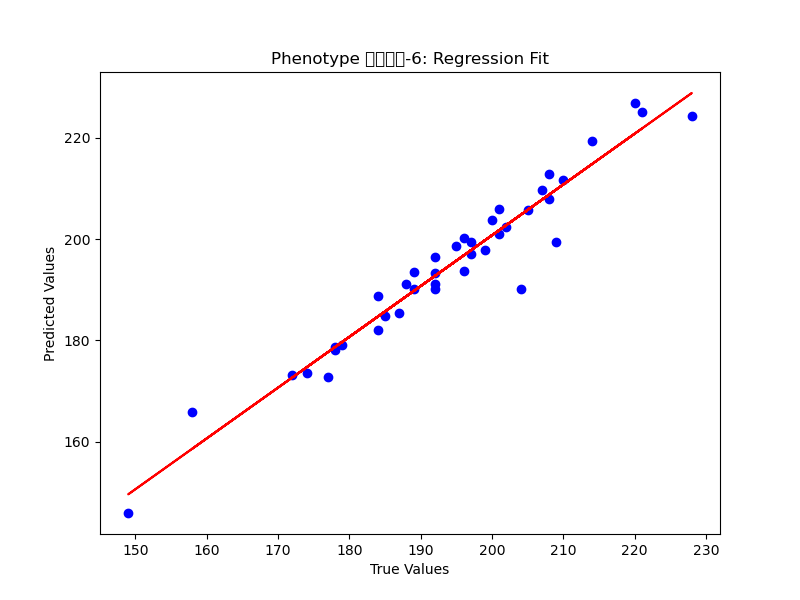 Phenotype -6: Regression Fit
220
200
180
160
Predicted Values
150 160 170 180 190 200 210 220 230
True Values